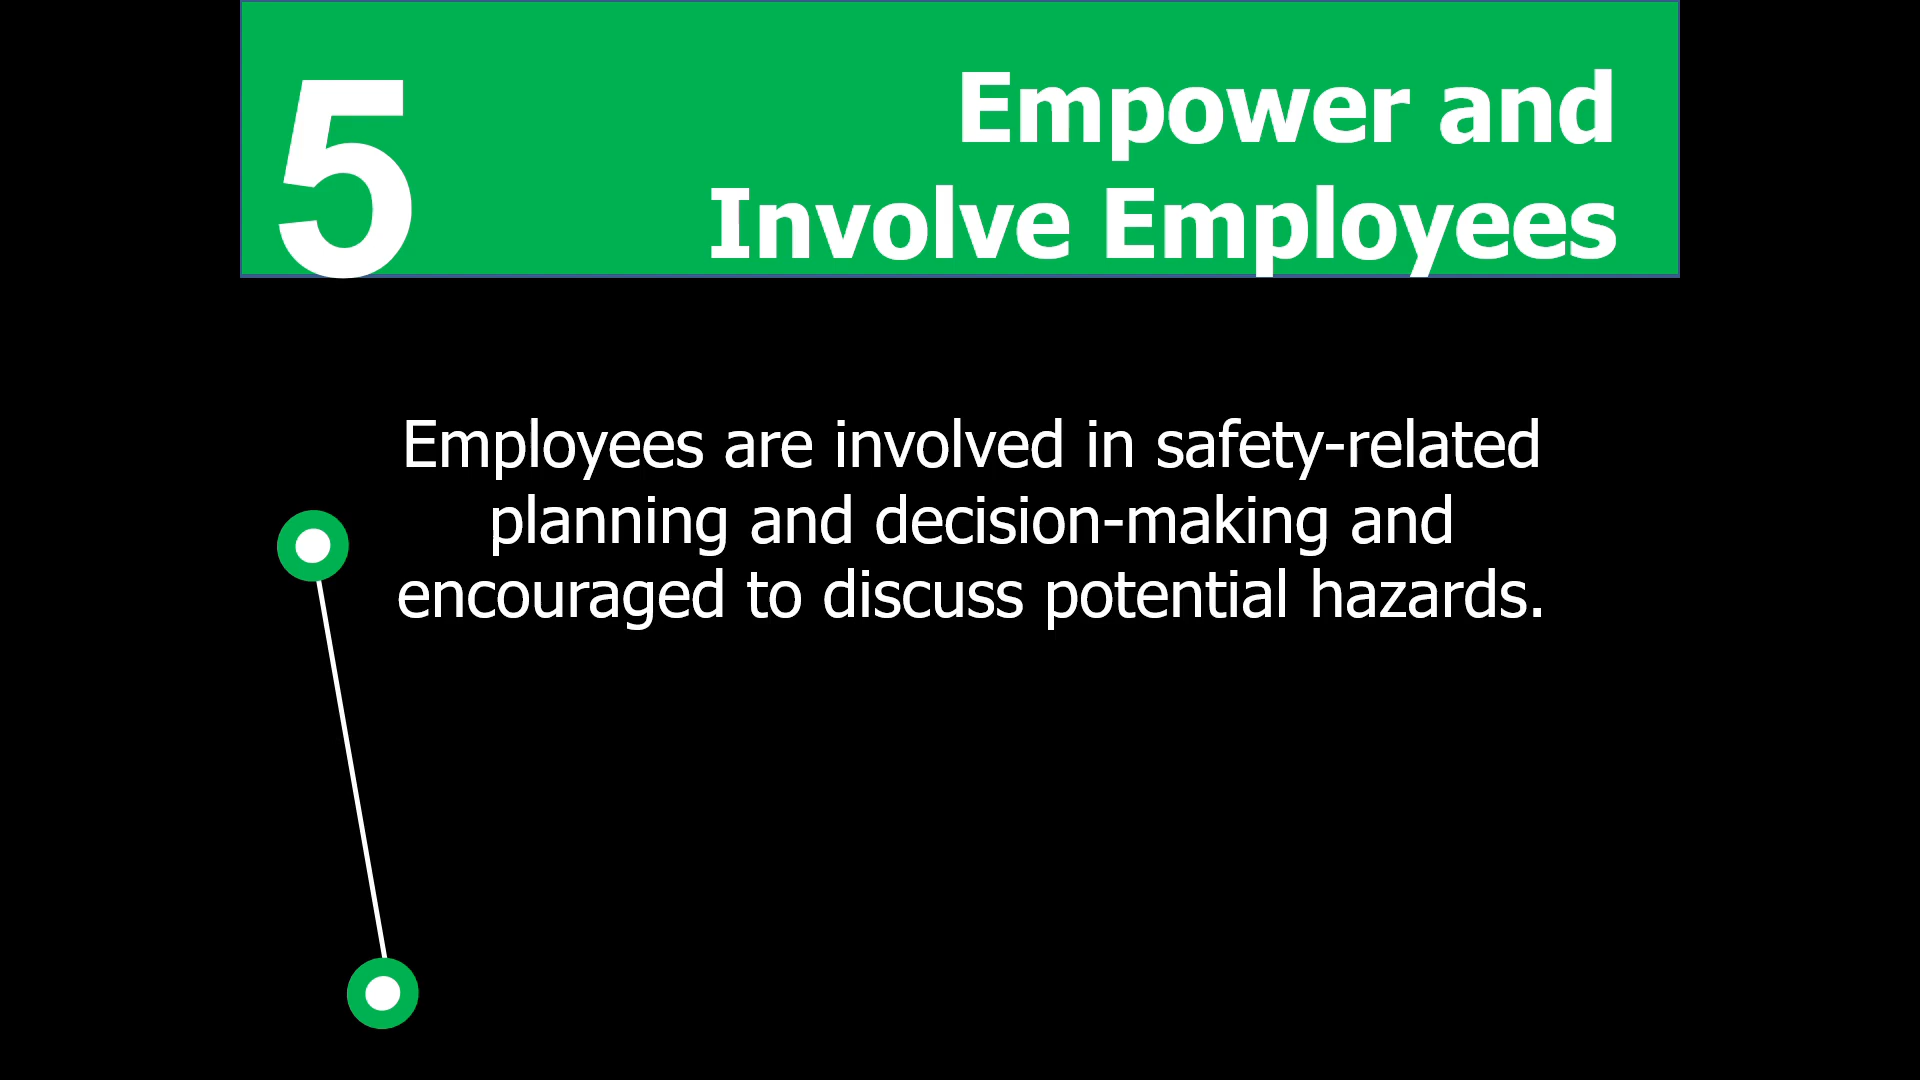 5
Empower and
Involve Employees
Employees are involved in safety-related
planning and decision-making and
encouraged to discuss potential hazards.